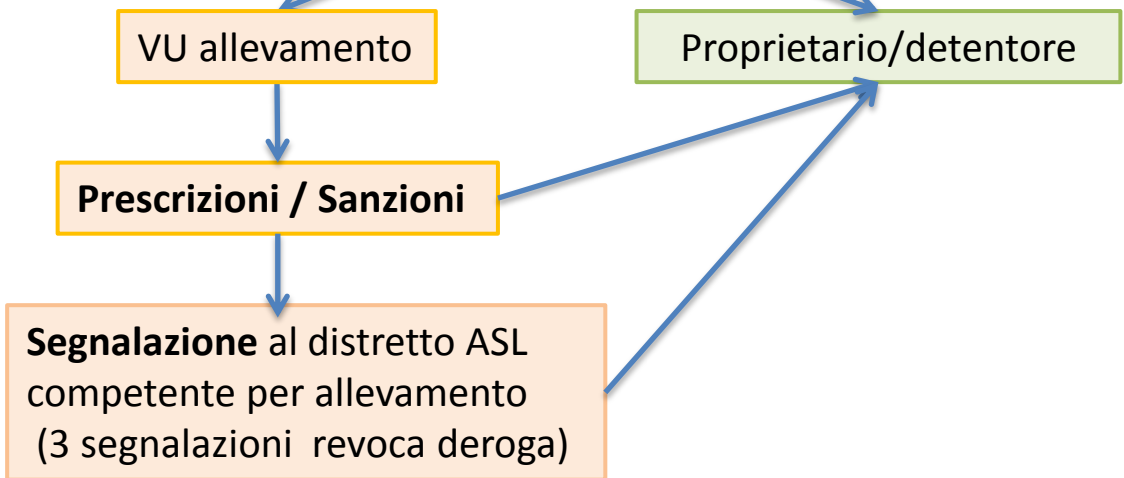 VU allevamento
Proprietario/detentore
Prescrizioni / Sanzioni
Segnalazione al distretto ASL
competente per allevamento
(3 segnalazioni revoca deroga)